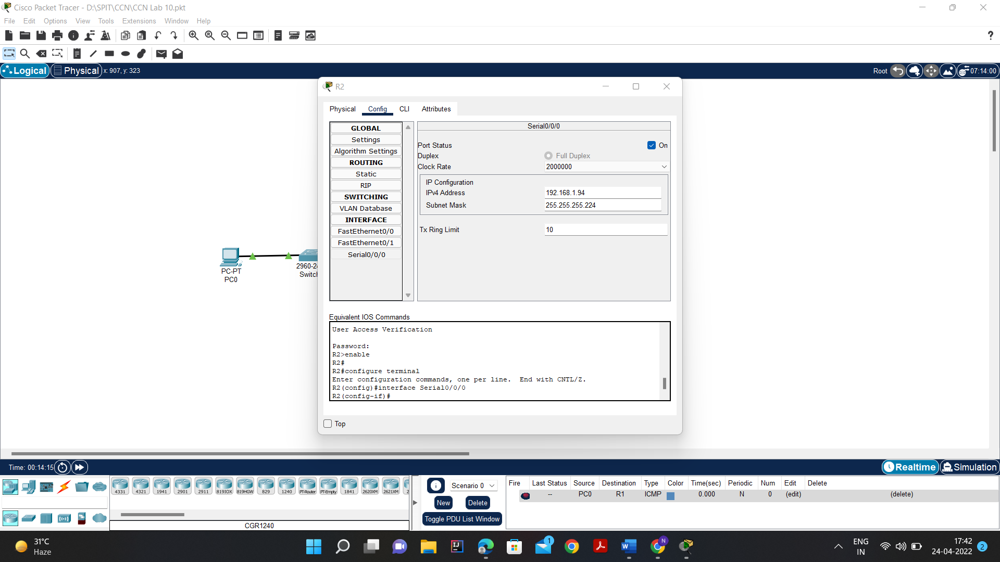 Cisco Packet Tracer - D:\SPIT\CCN\CCN Lab 10.pkt
File Edit Options View Tools Extensions Window Help
Logical Physical x: 907, y: 323 Root 07:14:00
R2
Physical Config CLI Attributes
GLOBAL
Settings
Algorithm Settings
ROUTING
Static
RIP
SWITCHING
VLAN Database
INTERFACE
FastEthernet0/0
FastEthernet0/1
Serial0/0/0
Serial0/0/0
Port Status On
Duplex Full Duplex
Clock Rate 2000000
IP Configuration
IPv4 Address 192.168.1.94
Subnet Mask 255.255.255.224
Tx Ring Limit 10
PC-PT
PC0
2960-24
Switch
Equivalent IOS Commands
User Access Verification
Password:
R2>enable
R2#
R2#configure terminal
Enter configuration commands, one per line. End with CNTL/Z.
R2(config)#interface Serial0/0/0
R2(config-if)#
Top
Time: 00:14:15 Realtime Simulation
4331 4321 1941 2901 2911 819IOX 819HGW 829 1240 PT-Router PT-Empty 1841 2620XM 2621XM 2
CGR1240
Scenario 0
New Delete
Toggle PDU List Window
Fire Last Status Source Destination Type Color Time(sec) Periodic Num Edit Delete
-- PC0 R1 ICMP 0.000 N 0 (edit) (delete)
31°C
Haze
1
N
ENG
IN
17:42
24-04-2022
2